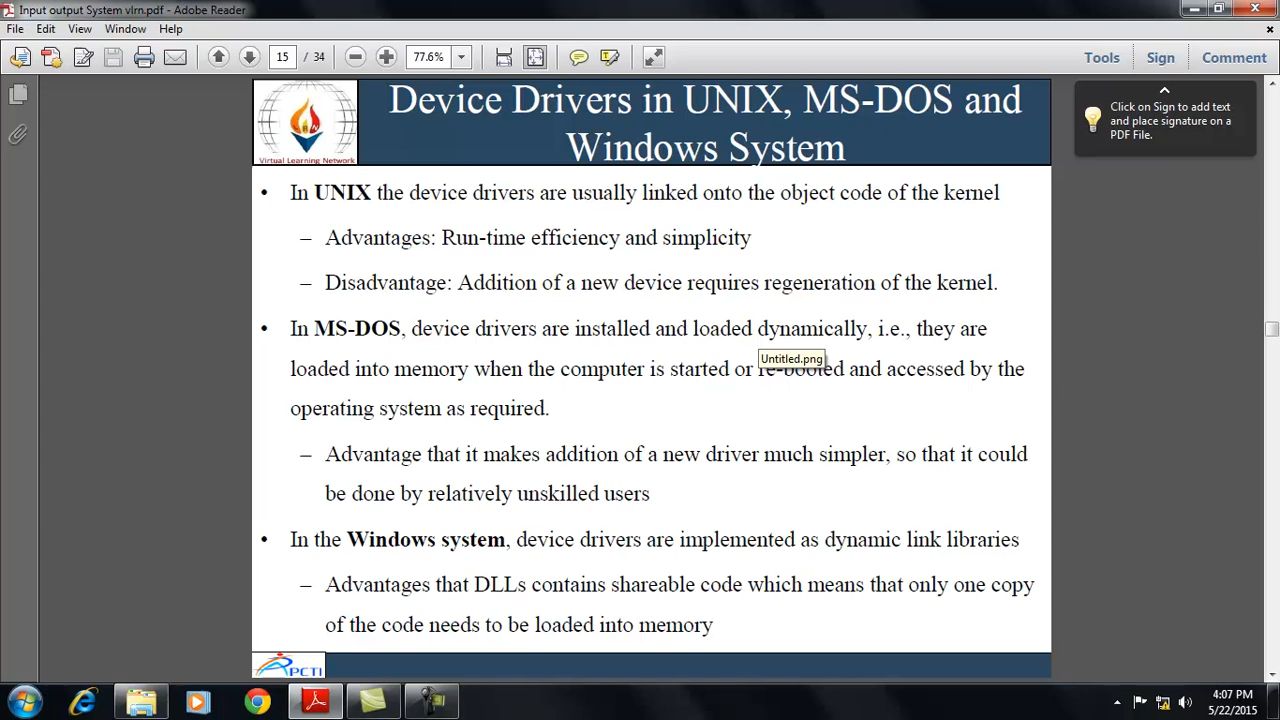 Input output System vlrn.pdf - Adobe Reader
File Edit View Window Help
15 / 34 77.6% Tools Sign Comment
Device Drivers in UNIX, MS-DOS and
Windows System
Virtual Learning Network
Click on Sign to add text
and place signature on a
PDF File.
• In UNIX the device drivers are usually linked onto the object code of the kernel
– Advantages: Run-time efficiency and simplicity
– Disadvantage: Addition of a new device requires regeneration of the kernel.
• In MS-DOS, device drivers are installed and loaded dynamically, i.e., they are
Untitled.png
loaded into memory when the computer is started or re-booted and accessed by the
operating system as required.
– Advantage that it makes addition of a new driver much simpler, so that it could
be done by relatively unskilled users
• In the Windows system, device drivers are implemented as dynamic link libraries
– Advantages that DLLs contains shareable code which means that only one copy
of the code needs to be loaded into memory
PCTI
4:07 PM
5/22/2015